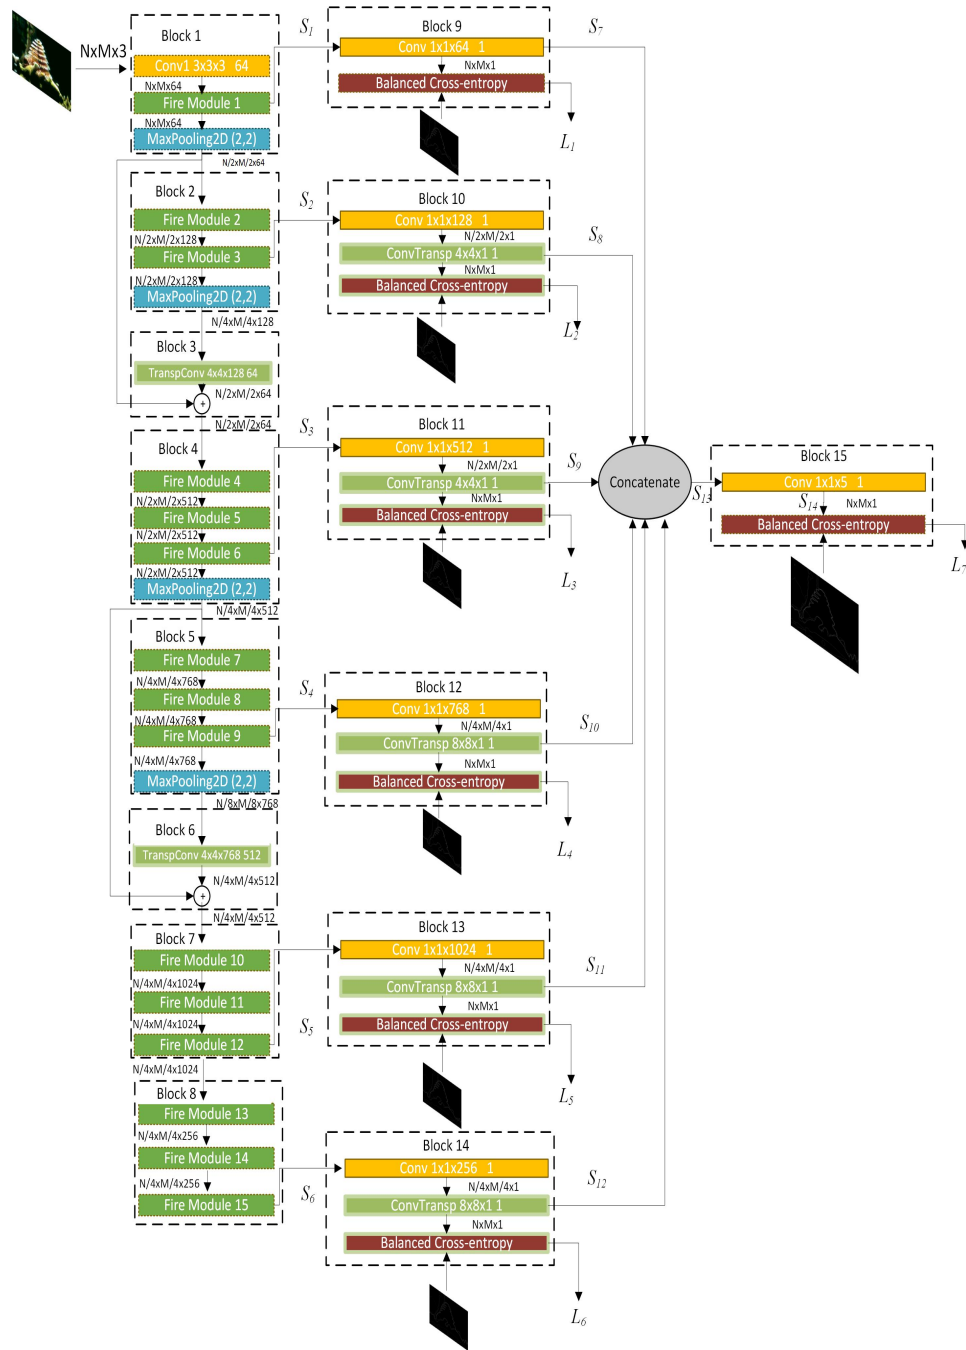 NxMx3
Block 1
Conv1 3x3x3 64
NxMx64
Fire Module 1
NxMx64
MaxPooling2D (2,2)
N/2xM/2x64
S1
Block 9
Conv 1x1x64 1
NxMx1
Balanced Cross-entropy
S7
L1
Block 2
Fire Module 2
N/2xM/2x128
Fire Module 3
N/2xM/2x128
MaxPooling2D (2,2)
N/4xM/4x128
S2
Block 10
Conv 1x1x128 1
N/2xM/2x1
ConvTransp 4x4x1 1
NxMx1
Balanced Cross-entropy
S8
L2
Block 3
TranspConv 4x4x128 64
N/2xM/2x64
+
N/2xM/2x64
Block 4
Fire Module 4
N/2xM/2x512
Fire Module 5
N/2xM/2x512
Fire Module 6
N/2xM/2x512
MaxPooling2D (2,2)
N/4xM/4x512
S3
Block 11
Conv 1x1x512 1
N/2xM/2x1
ConvTransp 4x4x1 1
NxMx1
Balanced Cross-entropy
S9
L3
Concatenate
S13
Block 15
Conv 1x1x5 1
S14
NxMx1
Balanced Cross-entropy
L7
Block 5
Fire Module 7
N/4xM/4x768
Fire Module 8
N/4xM/4x768
Fire Module 9
N/4xM/4x768
MaxPooling2D (2,2)
N/8xM/8x768
S4
Block 12
Conv 1x1x768 1
N/4xM/4x1
ConvTransp 8x8x1 1
NxMx1
Balanced Cross-entropy
S10
L4
Block 6
TranspConv 4x4x768 512
N/4xM/4x512
+
N/4xM/4x512
Block 7
Fire Module 10
N/4xM/4x1024
Fire Module 11
N/4xM/4x1024
Fire Module 12
N/4xM/4x1024
S5
Block 13
Conv 1x1x1024 1
N/4xM/4x1
ConvTransp 8x8x1 1
NxMx1
Balanced Cross-entropy
S11
L5
Block 8
Fire Module 13
N/4xM/4x256
Fire Module 14
N/4xM/4x256
Fire Module 15
S6
Block 14
Conv 1x1x256 1
N/4xM/4x1
ConvTransp 8x8x1 1
NxMx1
Balanced Cross-entropy
S12
L6